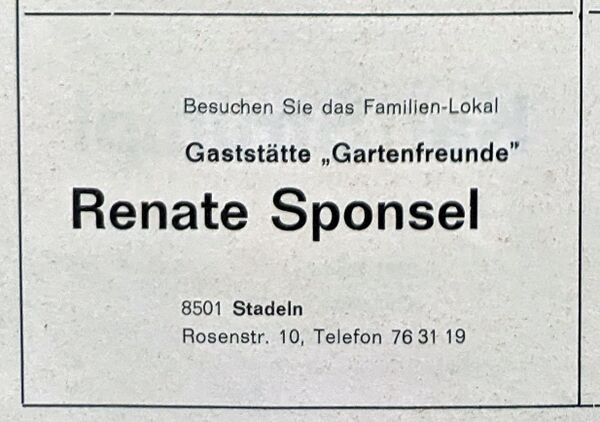 Besuchen Sie das Familien-Lokal
Gaststätte „Gartenfreunde”
Renate Sponsel
8501 Stadeln
Rosenstr. 10, Telefon 76 31 19